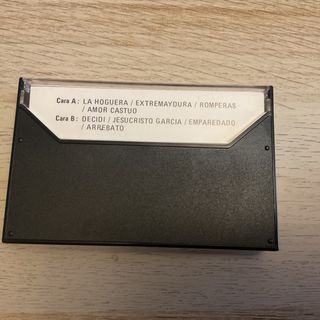 Cara A: LA HOGUERA / EXTREMAYDURA / ROMPERAS
/ AMOR CASTUO
Cara B: DECIDI / JESUCRISTO GARCIA / EMPAREDADO
/ ARREBATO